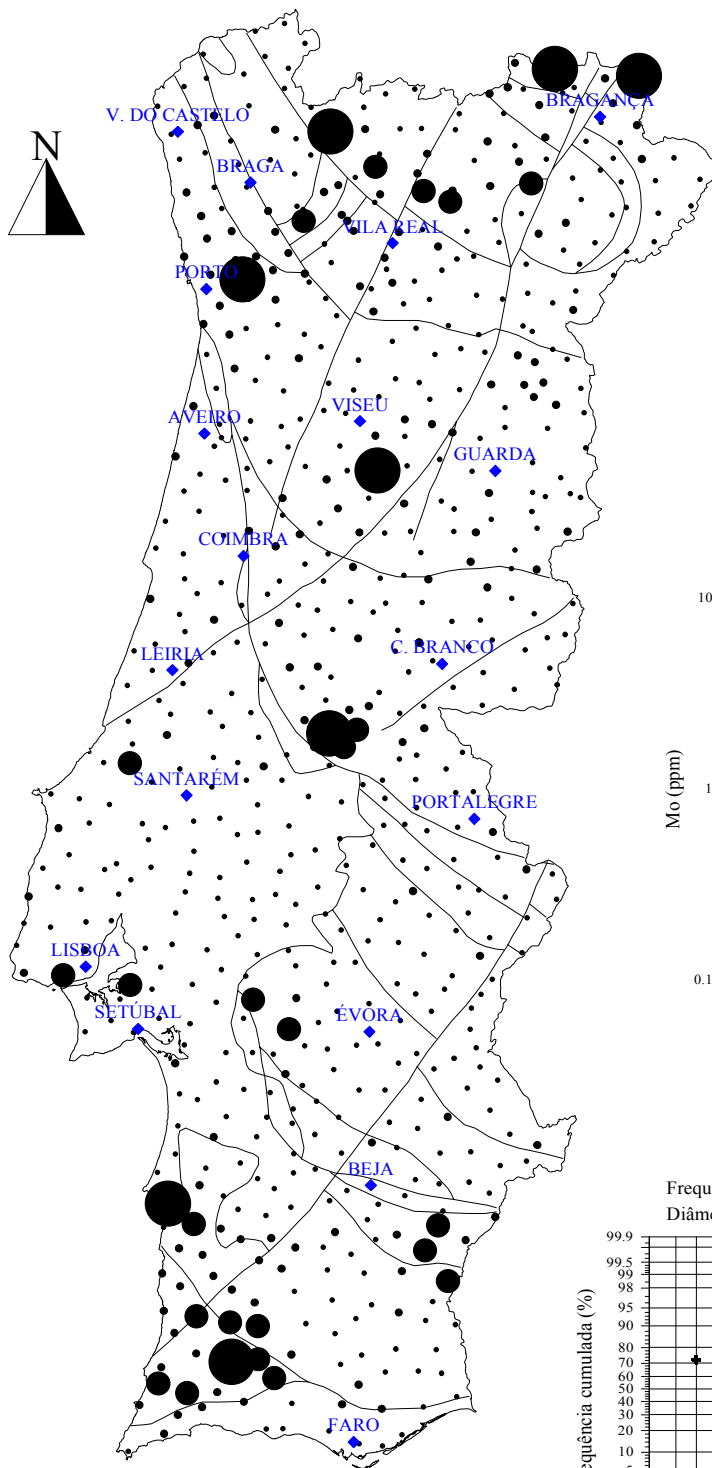 V. DO CASTELO
BRAGANÇA
N
BRAGA
VILA REAL
PORTO
VISEU
AVEIRO
GUARDA
COIMBRA
10
LEIRIA
C. BRANCO
Mo (ppm)
SANTARÉM
1
PORTALEGRE
LISBOA
0.1
SETÚBAL
ÉVORA
BEJA
Frequ
Diâme
99.9
99.5
99
98
95
90
80
70
60
50
40
30
20
10
equência cumulada (%)
FARO